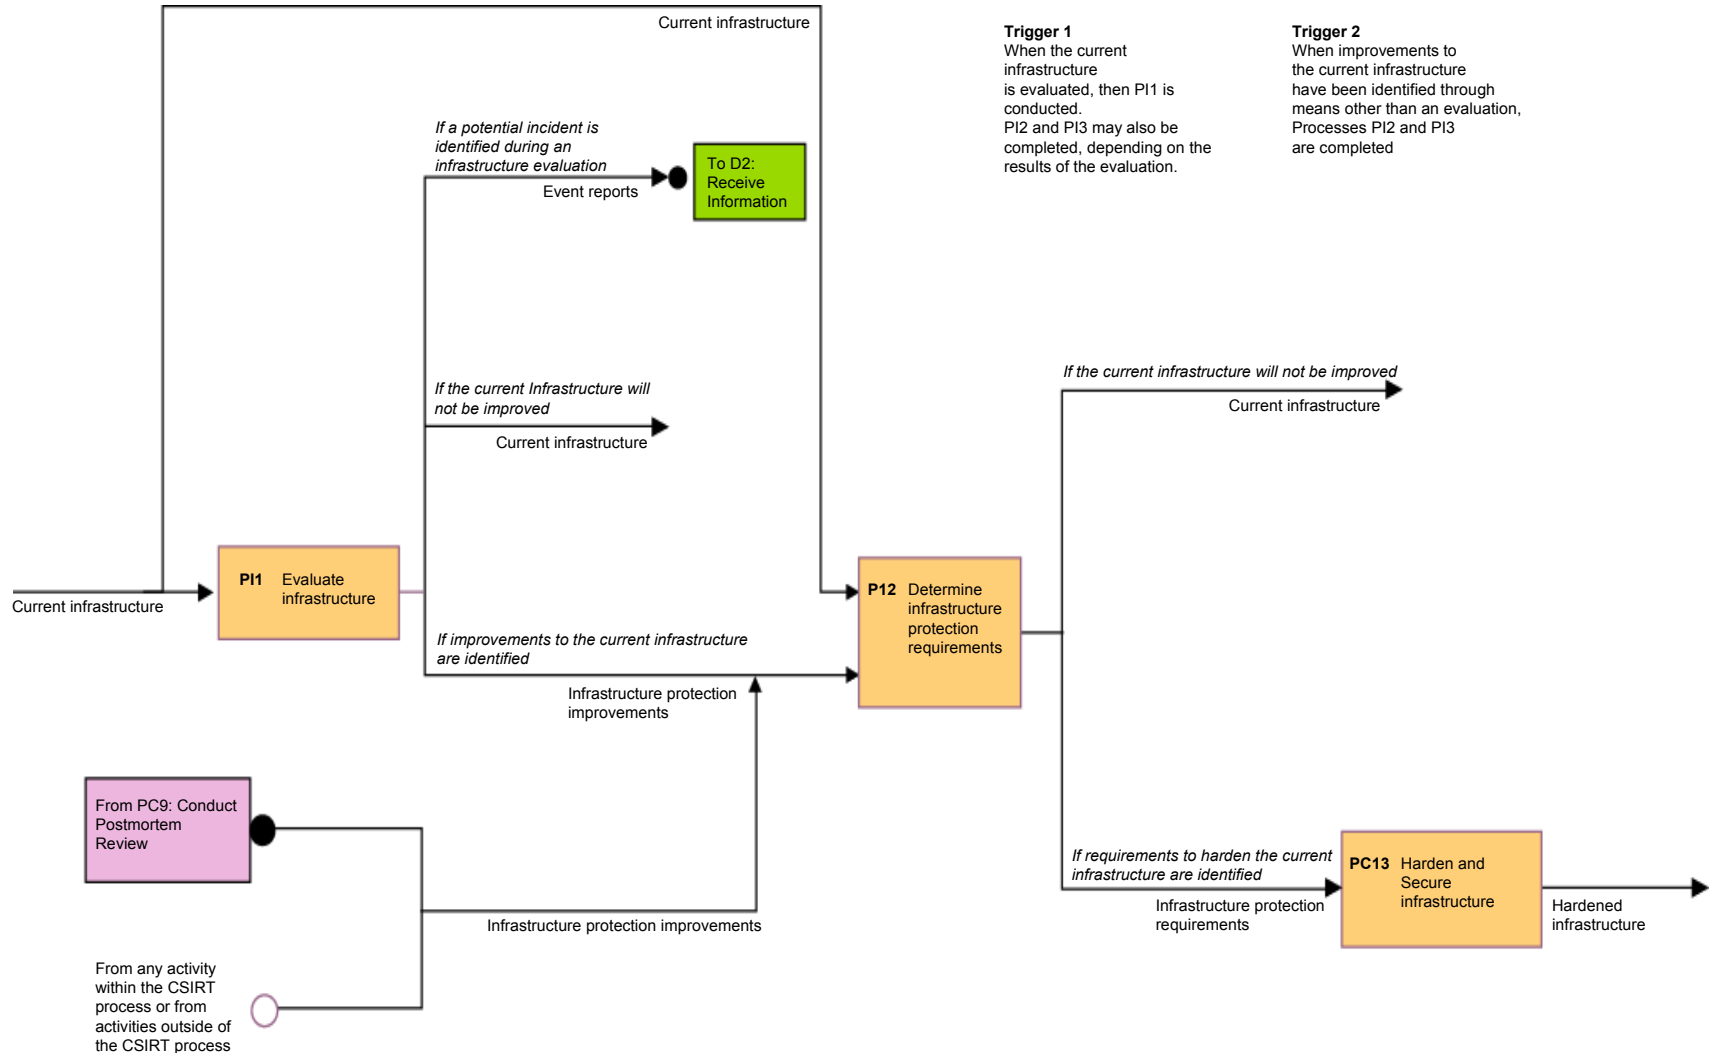 Current infrastructure
Trigger 1
When the current
infrastructure
is evaluated, then PI1 is
conducted.
PI2 and PI3 may also be
completed, depending on the
results of the evaluation.
Trigger 2
When improvements to
the current infrastructure
have been identified through
means other than an evaluation,
Processes PI2 and PI3
are completed
If a potential incident is
identified during an
infrastructure evaluation
Event reports
To D2:
Receive
Information
If the current Infrastructure will
not be improved
Current infrastructure
If the current infrastructure will not be improved
Current infrastructure
Current infrastructure
PI1 Evaluate
infrastructure
P12 Determine
infrastructure
protection
requirements
If improvements to the current infrastructure
are identified
Infrastructure protection
improvements
From PC9: Conduct
Postmortem
Review
Infrastructure protection improvements
From any activity
within the CSIRT
process or from
activities outside of
the CSIRT process
If requirements to harden the current
infrastructure are identified
Infrastructure protection
requirements
PC13 Harden and
Secure
infrastructure
Hardened
infrastructure